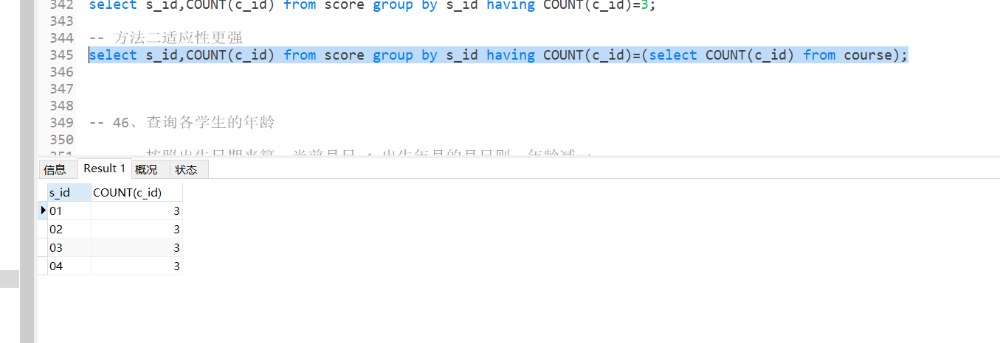 342 select s_id,COUNT(c_id) from score group by s_id having COUNT(c_id)=3;
343
344 -- 方法二适应性更强
345 select s_id,COUNT(c_id) from score group by s_id having COUNT(c_id)=(select COUNT(c_id) from course);
346
347
348
349 -- 46、查询各学生的年龄
350
信息 Result 1 概况 状态
s_id COUNT(c_id)
01 3
02 3
03 3
04 3